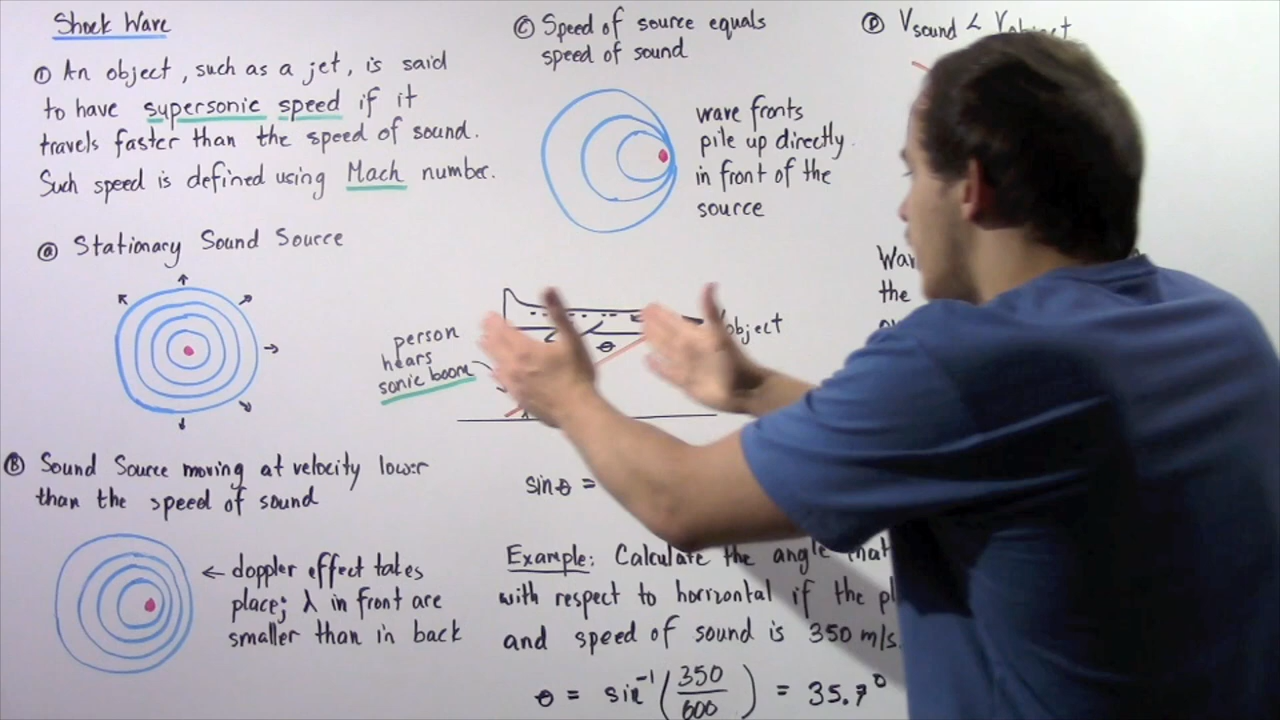 Shock Wave
① An object, such as a jet, is said
to have supersonic speed if it
travels faster than the speed of sound.
Such speed is defined using Mach number.
ⓐ Stationary Sound Source
Ⓑ Sound Source moving at velocity lower
than the speed of sound
← doppler effect takes
place; λ in front are
smaller than in back
Ⓒ Speed of source equals
speed of sound
wave fronts
pile up directly
in front of the
source
person
hears
sonic boom
θ
object
sinθ =
Example: Calculate the angle that
with respect to horizontal if the
and speed of sound is 350 m/s.
θ = sin⁻¹(350/600) = 35.7°
Ⓓ Vsound < Vobject
the